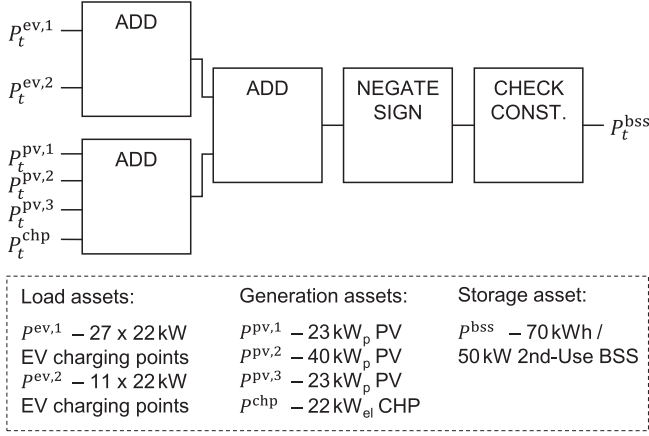 P_t^ev,1
P_t^ev,2
ADD
P_t^pv,1
P_t^pv,2
P_t^pv,3
P_t^chp
ADD
ADD
NEGATE
SIGN
CHECK
CONST.
P_t^bss
Load assets:
P^ev,1 – 27 x 22 kW
EV charging points
P^ev,2 – 11 x 22 kW
EV charging points
Generation assets:
P^pv,1 – 23 kW_p PV
P^pv,2 – 40 kW_p PV
P^pv,3 – 23 kW_p PV
P^chp – 22 kW_el CHP
Storage asset:
P^bss – 70 kWh /
50 kW 2nd-Use BSS